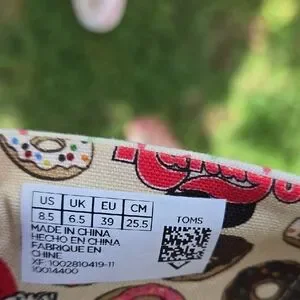 US UK EU CM
8.5 6.5 39 25.5
TOMS
MADE IN CHINA
HECHO EN CHINA
FABRIQUE EN
CHINE
XF: 1002810419-11
10014400